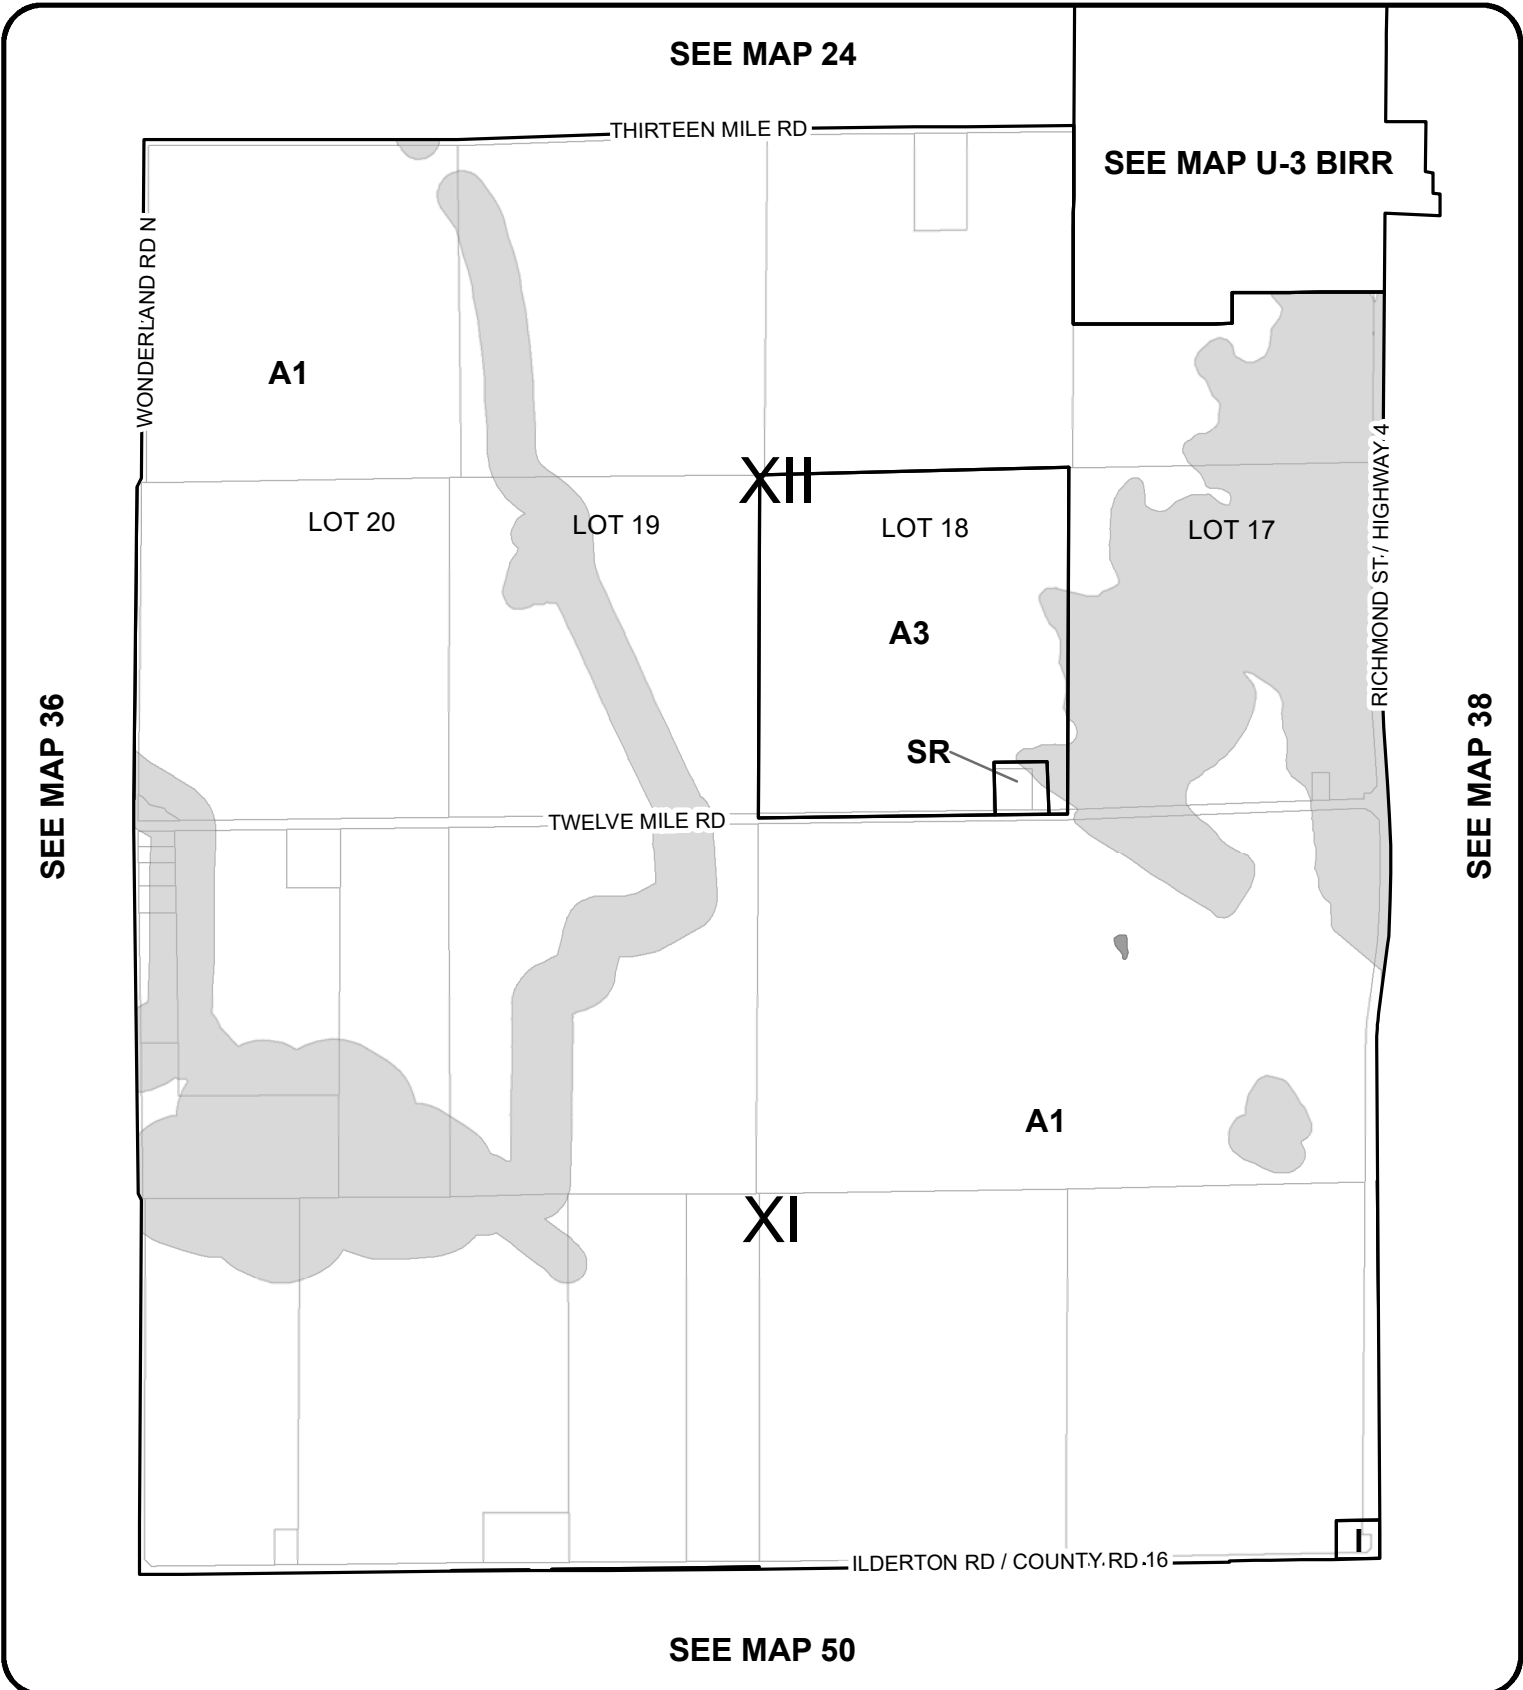 SEE MAP 24
THIRTEEN MILE RD
SEE MAP U-3 BIRR
WONDERLAND RD N
A1
RICHMOND ST / HIGHWAY 4
XII
LOT 20
LOT 19
LOT 18
LOT 17
A3
SEE MAP 36
SEE MAP 38
SR
TWELVE MILE RD
A1
XI
I
ILDERTON RD / COUNTY RD 16
SEE MAP 50